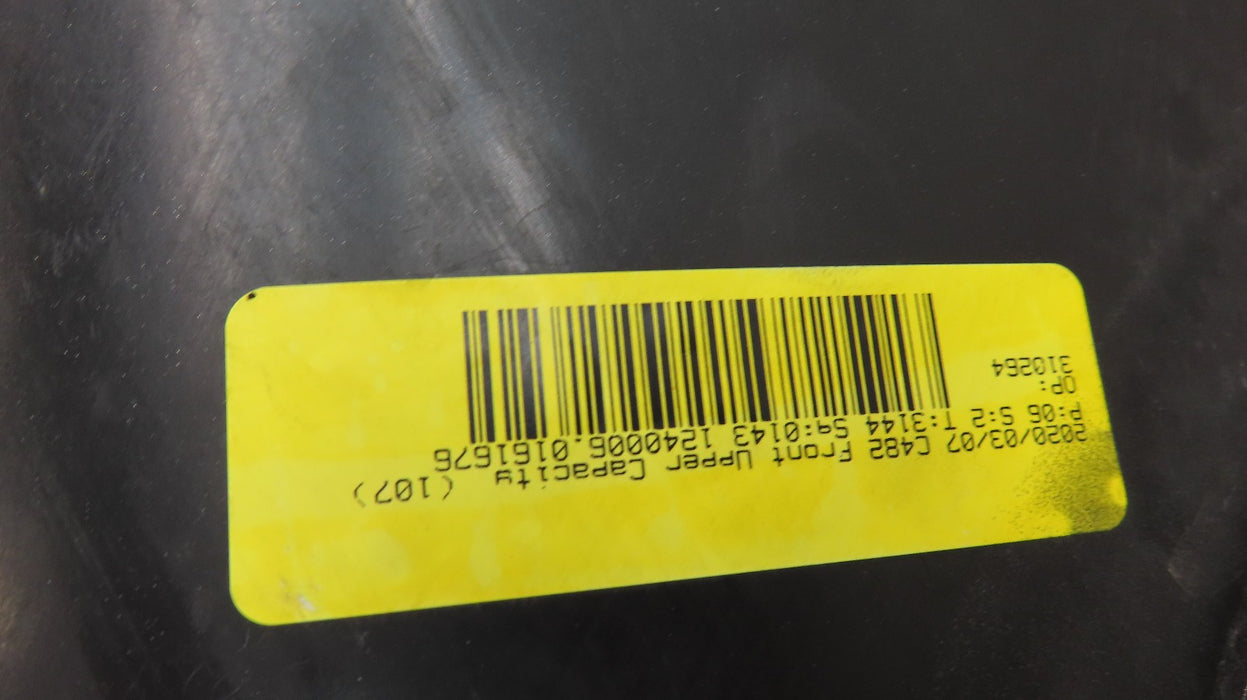 2020/03/07 C482 Front Upper Capacity (107)
P:06 S:2 T:3144 Sq:0143 1240006.0161676
OP:
310264